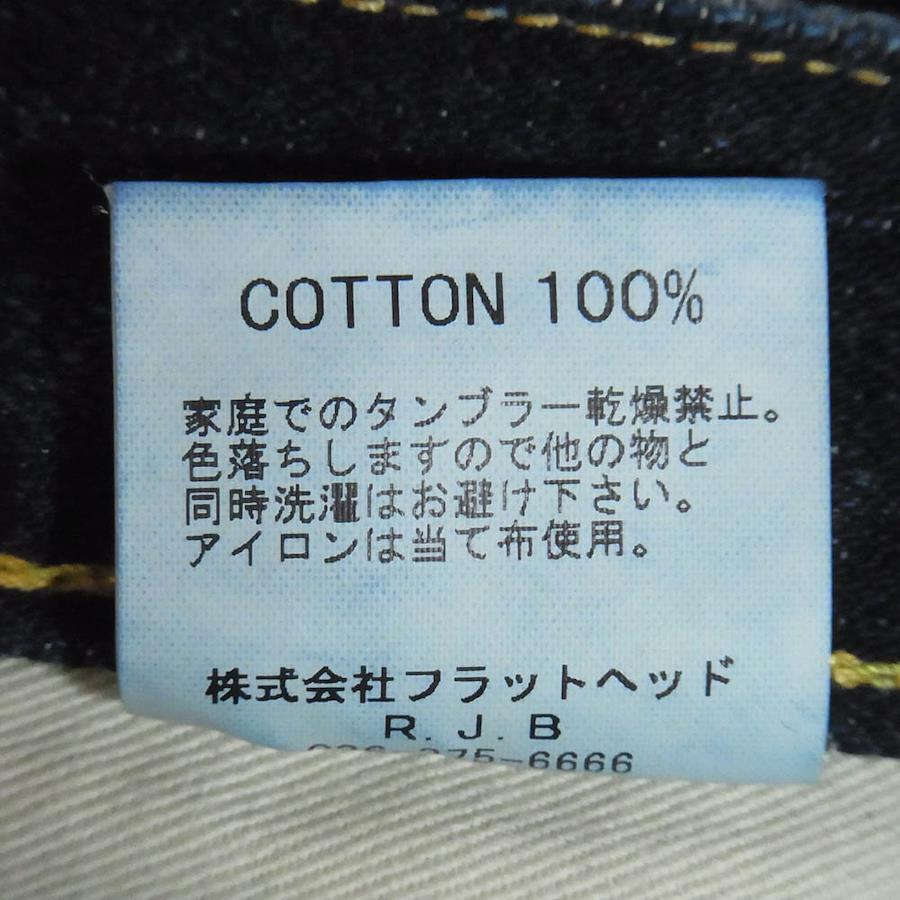 COTTON 100%
家庭でのタンブラー乾燥禁止。
色落ちしますので他の物と
同時洗濯はお避け下さい。
アイロンは当て布使用。
株式会社フラットヘッド
R.J.B
026-275-6666